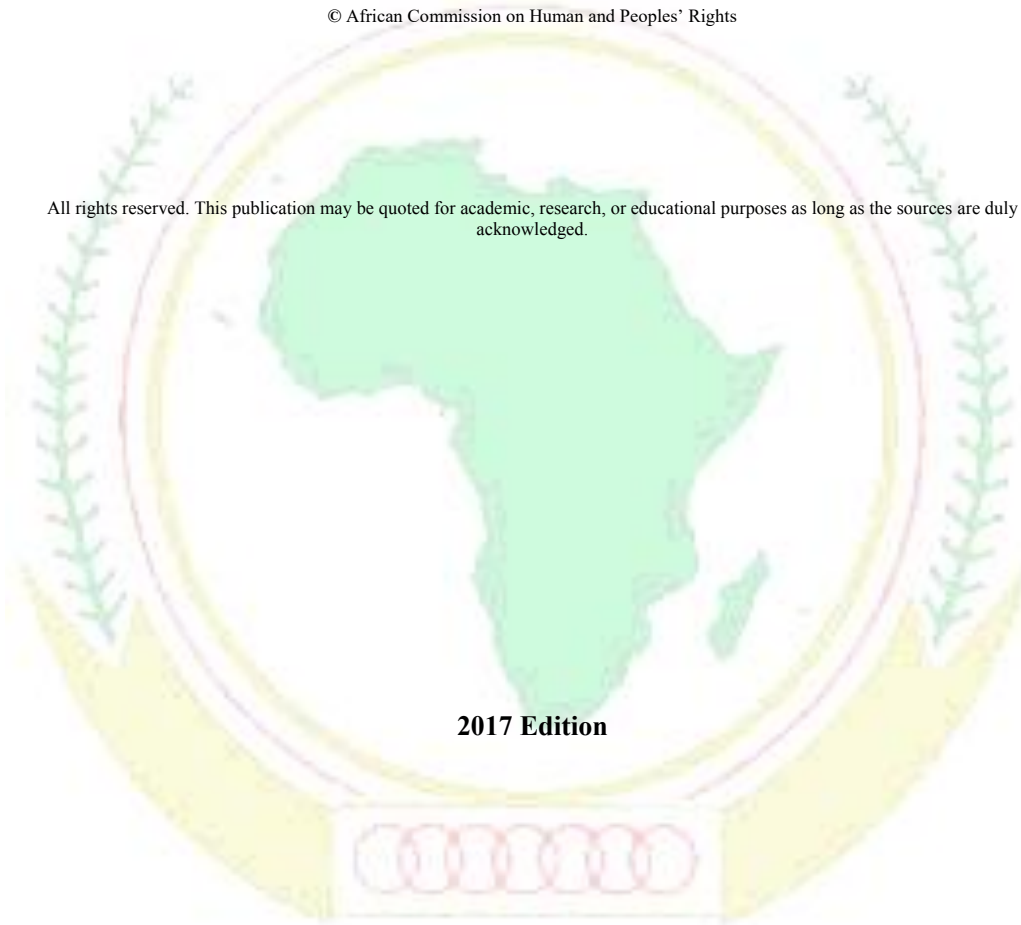 © African Commission on Human and Peoples’ Rights
All rights reserved. This publication may be quoted for academic, research, or educational purposes as long as the sources are duly
acknowledged.
2017 Edition